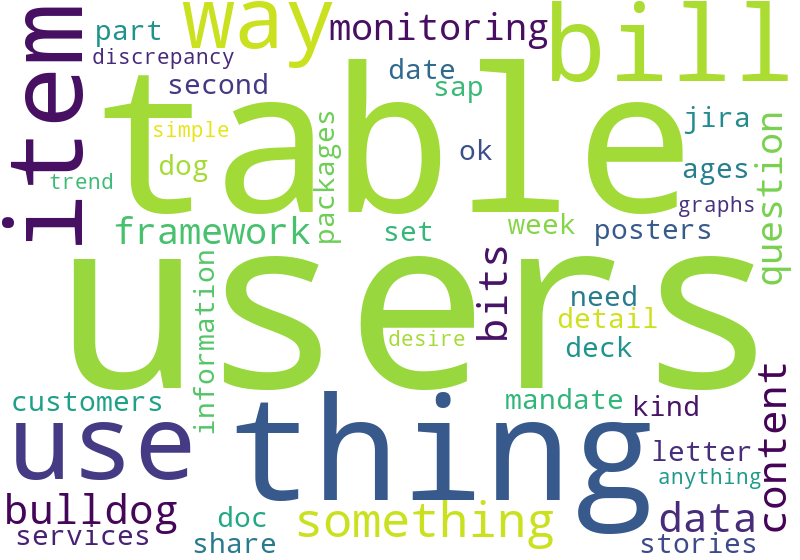 part
way
monitoring
bill
item
discrepancy
second
date
sap
table
simple
packages
ok
jira
dog
ages
question
trend
graphs
framework
set
week
posters
users
information
bits
need
detail
desire
deck
customers
mandate
kind
content
use
thing
letter
anything
bulldog
doc
something
data
services
share
stories